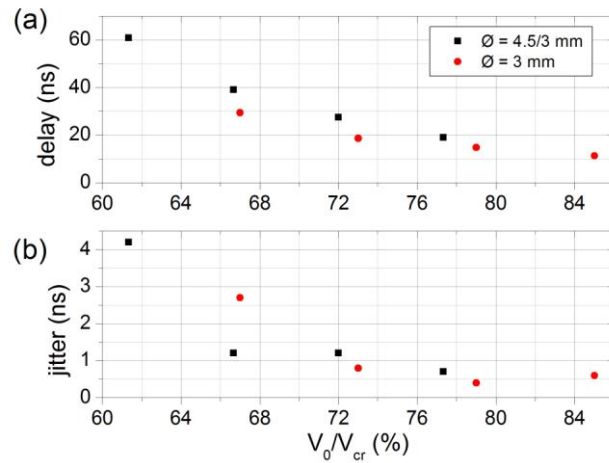 (a)
delay (ns)
60
40
20
0
60 64 68 72 76 80 84
Ø = 4.5/3 mm
Ø = 3 mm
(b)
jitter (ns)
4
3
2
1
0
60 64 68 72 76 80 84
V₀/V_cr (%)